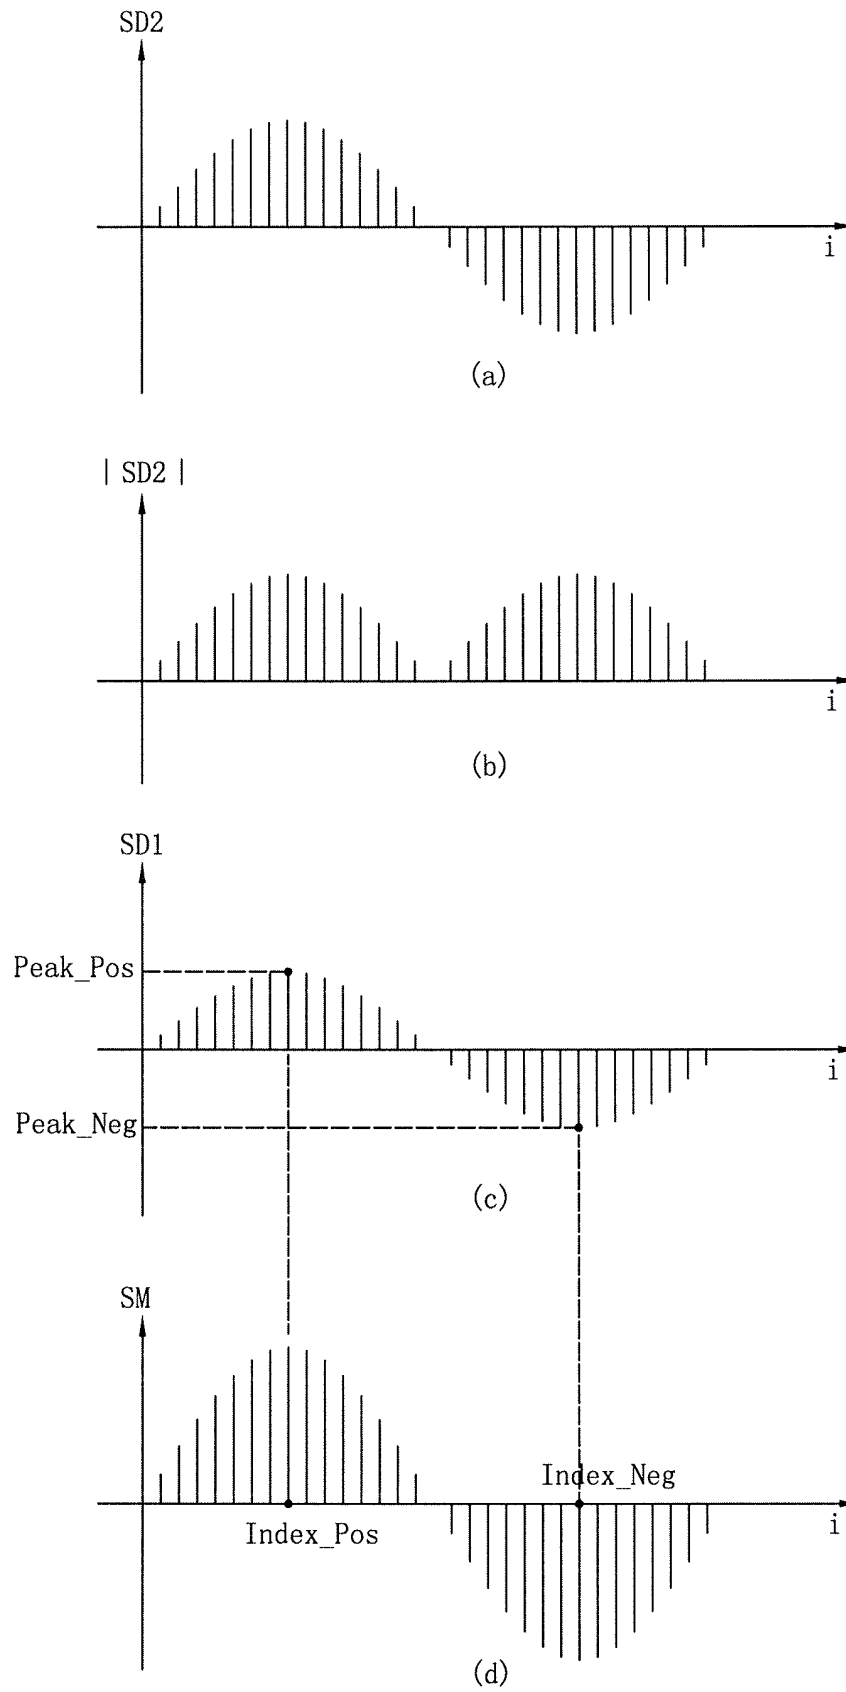 SD2
i
(a)
| SD2 |
i
(b)
SD1
Peak_Pos
i
Peak_Neg
(c)
SM
Index_Neg
i
Index_Pos
(d)